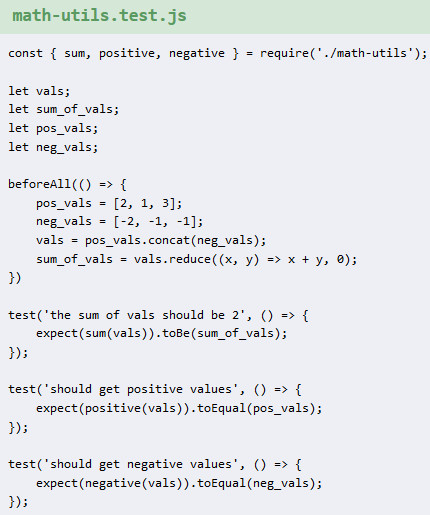 math-utils.test.js
const { sum, positive, negative } = require('./math-utils');
let vals;
let sum_of_vals;
let pos_vals;
let neg_vals;
beforeAll(() => {
    pos_vals = [2, 1, 3];
    neg_vals = [-2, -1, -1];
    vals = pos_vals.concat(neg_vals);
    sum_of_vals = vals.reduce((x, y) => x + y, 0);
})
test('the sum of vals should be 2', () => {
    expect(sum(vals)).toBe(sum_of_vals);
});
test('should get positive values', () => {
    expect(positive(vals)).toEqual(pos_vals);
});
test('should get negative values', () => {
    expect(negative(vals)).toEqual(neg_vals);
});